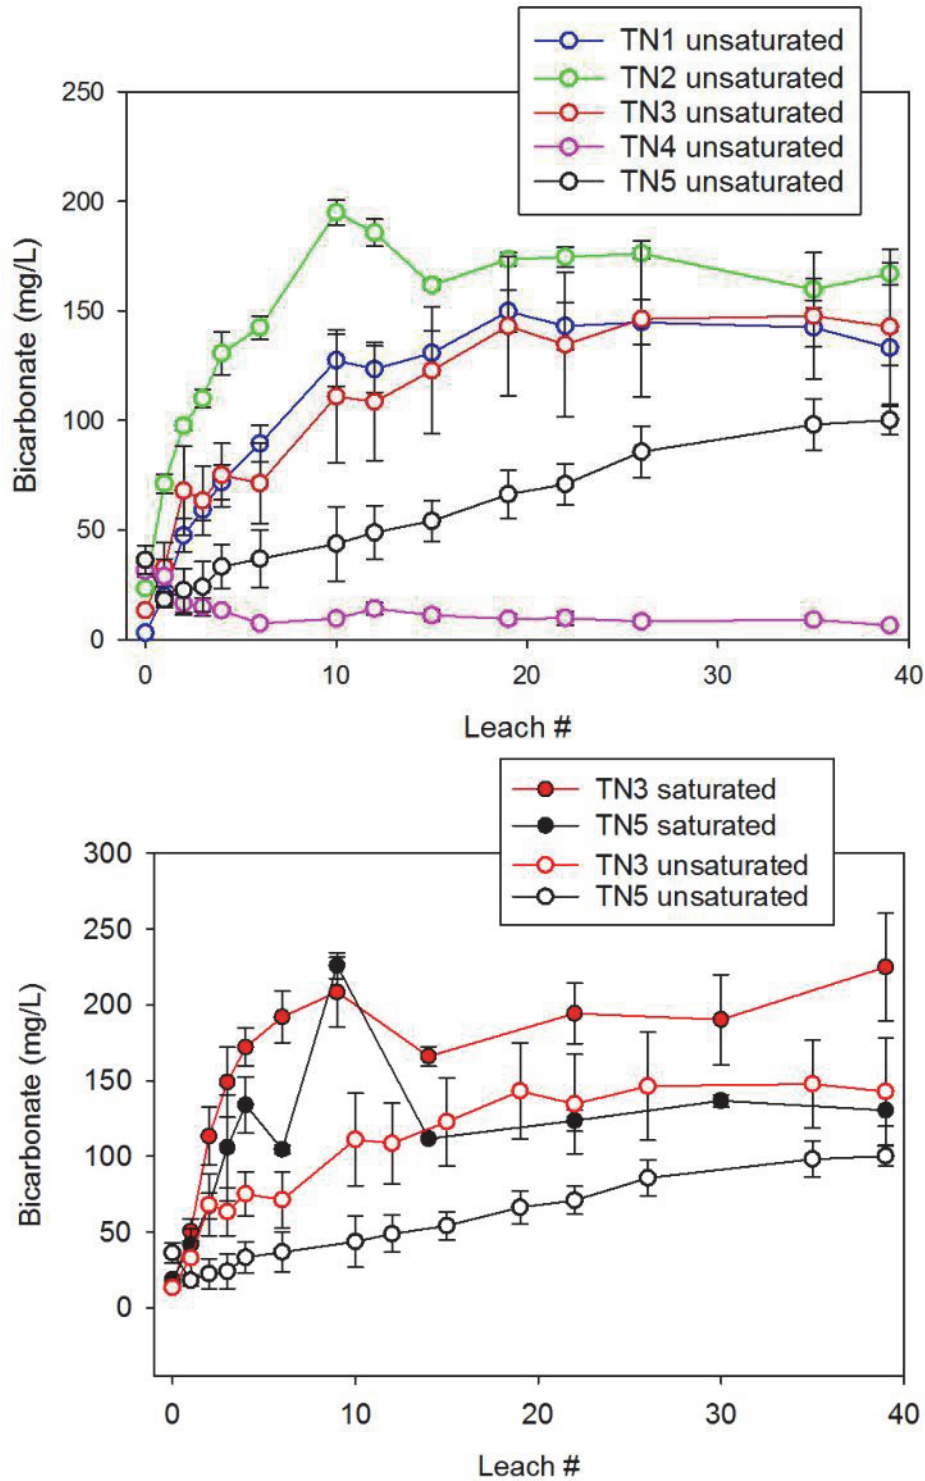 TN1 unsaturated
TN2 unsaturated
TN3 unsaturated
TN4 unsaturated
TN5 unsaturated
250
200
150
100
50
0
Bicarbonate (mg/L)
0 10 20 30 40
Leach #
TN3 saturated
TN5 saturated
TN3 unsaturated
TN5 unsaturated
300
250
200
150
100
50
0
Bicarbonate (mg/L)
0 10 20 30 40
Leach #